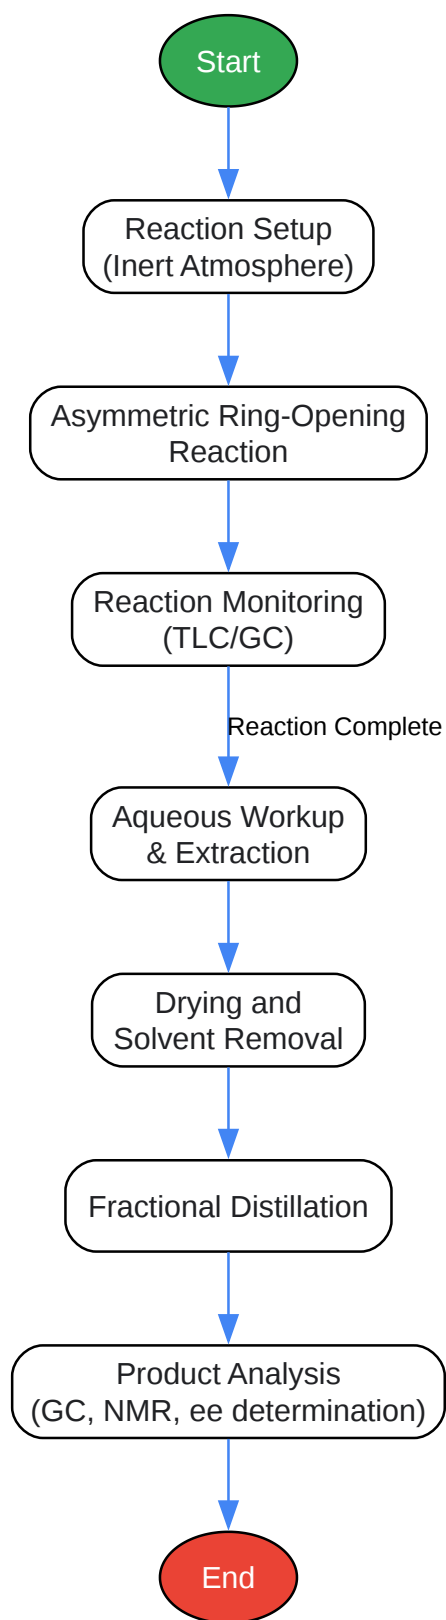 Start
Reaction Setup
(Inert Atmosphere)
Asymmetric Ring-Opening
Reaction
Reaction Monitoring
(TLC/GC)
Reaction Complete
Aqueous Workup
& Extraction
Drying and
Solvent Removal
Fractional Distillation
Product Analysis
(GC, NMR, ee determination)
End